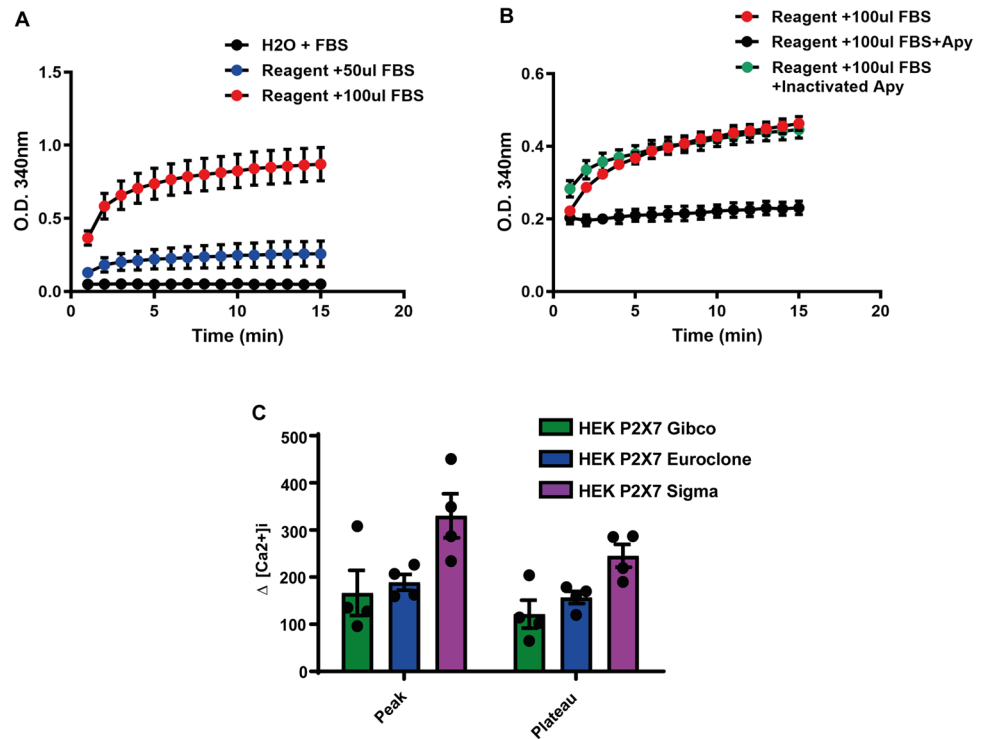 A
H2O + FBS
Reagent +50ul FBS
Reagent +100ul FBS
O.D. 340nm
1.5
1.0
0.5
0.0
0 5 10 15 20
Time (min)
B
Reagent +100ul FBS
Reagent +100ul FBS+Apy
Reagent +100ul FBS
+Inactivated Apy
O.D. 340nm
0.6
0.4
0.2
0.0
0 5 10 15 20
Time (min)
C
HEK P2X7 Gibco
HEK P2X7 Euroclone
HEK P2X7 Sigma
Δ [Ca2+]i
500
400
300
200
100
0
Peak
Plateau